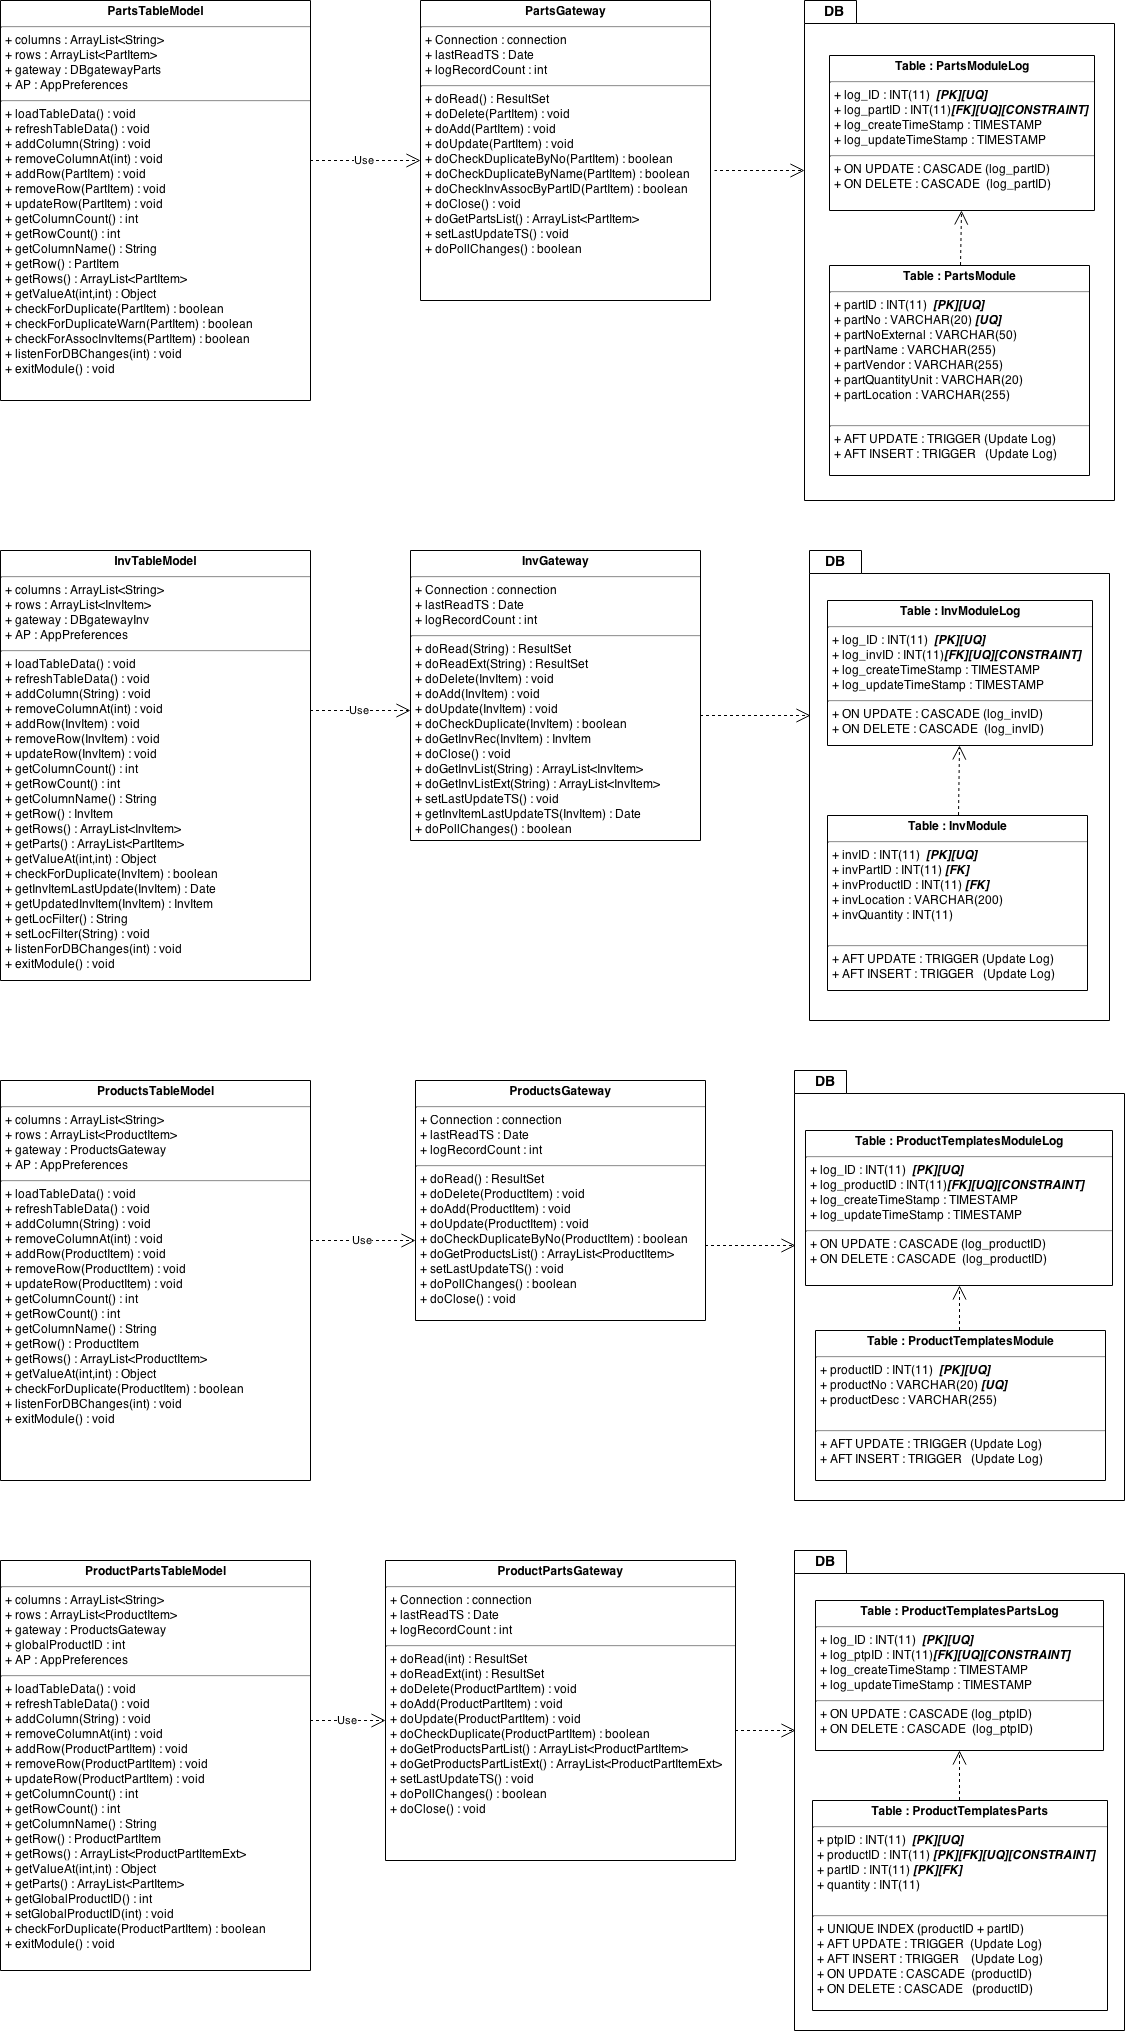 PartsTableModel
+ columns : ArrayList<String>
+ rows : ArrayList<PartItem>
+ gateway : DBgatewayParts
+ AP : AppPreferences
+ loadTableData() : void
+ refreshTableData() : void
+ addColumn(String) : void
+ removeColumnAt(int) : void
+ addRow(PartItem) : void
+ removeRow(PartItem) : void
+ updateRow(PartItem) : void
+ getColumnCount() : int
+ getRowCount() : int
+ getColumnName() : String
+ getRow() : PartItem
+ getRows() : ArrayList<PartItem>
+ getValueAt(int,int) : Object
+ checkForDuplicate(PartItem) : boolean
+ checkForDuplicateWarn(PartItem) : boolean
+ checkForAssocInvItems(PartItem) : boolean
+ listenForDBChanges(int) : void
+ exitModule() : void
Use
PartsGateway
+ Connection : connection
+ lastReadTS : Date
+ logRecordCount : int
+ doRead() : ResultSet
+ doDelete(PartItem) : void
+ doAdd(PartItem) : void
+ doUpdate(PartItem) : void
+ doCheckDuplicateByNo(PartItem) : boolean
+ doCheckDuplicateByName(PartItem) : boolean
+ doCheckInvAssocByPartID(PartItem) : boolean
+ doClose() : void
+ doGetPartsList() : ArrayList<PartItem>
+ setLastUpdateTS() : void
+ doPollChanges() : boolean
DB
Table : PartsModuleLog
+ log_ID : INT(11) [PK][UQ]
+ log_partID : INT(11)[FK][UQ][CONSTRAINT]
+ log_createTimeStamp : TIMESTAMP
+ log_updateTimeStamp : TIMESTAMP
+ ON UPDATE : CASCADE (log_partID)
+ ON DELETE : CASCADE (log_partID)
Table : PartsModule
+ partID : INT(11) [PK][UQ]
+ partNo : VARCHAR(20) [UQ]
+ partNoExternal : VARCHAR(50)
+ partName : VARCHAR(255)
+ partVendor : VARCHAR(255)
+ partQuantityUnit : VARCHAR(20)
+ partLocation : VARCHAR(255)
+ AFT UPDATE : TRIGGER (Update Log)
+ AFT INSERT : TRIGGER (Update Log)
InvTableModel
+ columns : ArrayList<String>
+ rows : ArrayList<InvItem>
+ gateway : DBgatewayInv
+ AP : AppPreferences
+ loadTableData() : void
+ refreshTableData() : void
+ addColumn(String) : void
+ removeColumnAt(int) : void
+ addRow(InvItem) : void
+ removeRow(InvItem) : void
+ updateRow(InvItem) : void
+ getColumnCount() : int
+ getRowCount() : int
+ getColumnName() : String
+ getRow() : InvItem
+ getRows() : ArrayList<InvItem>
+ getParts() : ArrayList<PartItem>
+ getValueAt(int,int) : Object
+ checkForDuplicate(InvItem) : boolean
+ getInvItemLastUpdate(InvItem) : Date
+ getUpdatedInvItem(InvItem) : InvItem
+ getLocFilter() : String
+ setLocFilter(String) : void
+ listenForDBChanges(int) : void
+ exitModule() : void
Use
InvGateway
+ Connection : connection
+ lastReadTS : Date
+ logRecordCount : int
+ doRead(String) : ResultSet
+ doReadExt(String) : ResultSet
+ doDelete(InvItem) : void
+ doAdd(InvItem) : void
+ doUpdate(InvItem) : void
+ doCheckDuplicate(InvItem) : boolean
+ doGetInvRec(InvItem) : InvItem
+ doClose() : void
+ doGetInvList(String) : ArrayList<InvItem>
+ doGetInvListExt(String) : ArrayList<InvItem>
+ setLastUpdateTS() : void
+ getInvItemLastUpdateTS(InvItem) : Date
+ doPollChanges() : boolean
DB
Table : InvModuleLog
+ log_ID : INT(11) [PK][UQ]
+ log_invID : INT(11)[FK][UQ][CONSTRAINT]
+ log_createTimeStamp : TIMESTAMP
+ log_updateTimeStamp : TIMESTAMP
+ ON UPDATE : CASCADE (log_invID)
+ ON DELETE : CASCADE (log_invID)
Table : InvModule
+ invID : INT(11) [PK][UQ]
+ invPartID : INT(11) [FK]
+ invProductID : INT(11) [FK]
+ invLocation : VARCHAR(200)
+ invQuantity : INT(11)
+ AFT UPDATE : TRIGGER (Update Log)
+ AFT INSERT : TRIGGER (Update Log)
ProductsTableModel
+ columns : ArrayList<String>
+ rows : ArrayList<ProductItem>
+ gateway : ProductsGateway
+ AP : AppPreferences
+ loadTableData() : void
+ refreshTableData() : void
+ addColumn(String) : void
+ removeColumnAt(int) : void
+ addRow(ProductItem) : void
+ removeRow(ProductItem) : void
+ updateRow(ProductItem) : void
+ getColumnCount() : int
+ getRowCount() : int
+ getColumnName() : String
+ getRow() : ProductItem
+ getRows() : ArrayList<ProductItem>
+ getValueAt(int,int) : Object
+ checkForDuplicate(ProductItem) : boolean
+ listenForDBChanges(int) : void
+ exitModule() : void
Use
ProductsGateway
+ Connection : connection
+ lastReadTS : Date
+ logRecordCount : int
+ doRead() : ResultSet
+ doDelete(ProductItem) : void
+ doAdd(ProductItem) : void
+ doUpdate(ProductItem) : void
+ doCheckDuplicateByNo(ProductItem) : boolean
+ doGetProductsList() : ArrayList<ProductItem>
+ setLastUpdateTS() : void
+ doPollChanges() : boolean
+ doClose() : void
DB
Table : ProductTemplatesModuleLog
+ log_ID : INT(11) [PK][UQ]
+ log_productID : INT(11)[FK][UQ][CONSTRAINT]
+ log_createTimeStamp : TIMESTAMP
+ log_updateTimeStamp : TIMESTAMP
+ ON UPDATE : CASCADE (log_productID)
+ ON DELETE : CASCADE (log_productID)
Table : ProductTemplatesModule
+ productID : INT(11) [PK][UQ]
+ productNo : VARCHAR(20) [UQ]
+ productDesc : VARCHAR(255)
+ AFT UPDATE : TRIGGER (Update Log)
+ AFT INSERT : TRIGGER (Update Log)
ProductPartsTableModel
+ columns : ArrayList<String>
+ rows : ArrayList<ProductItem>
+ gateway : ProductsGateway
+ globalProductID : int
+ AP : AppPreferences
+ loadTableData() : void
+ refreshTableData() : void
+ addColumn(String) : void
+ removeColumnAt(int) : void
+ addRow(ProductPartItem) : void
+ removeRow(ProductPartItem) : void
+ updateRow(ProductPartItem) : void
+ getColumnCount() : int
+ getRowCount() : int
+ getColumnName() : String
+ getRow() : ProductPartItem
+ getRows() : ArrayList<ProductPartItemExt>
+ getValueAt(int,int) : Object
+ getParts() : ArrayList<PartItem>
+ getGlobalProductID() : int
+ setGlobalProductID(int) : void
+ checkForDuplicate(ProductPartItem) : boolean
+ exitModule() : void
Use
ProductPartsGateway
+ Connection : connection
+ lastReadTS : Date
+ logRecordCount : int
+ doRead(int) : ResultSet
+ doReadExt(int) : ResultSet
+ doDelete(ProductPartItem) : void
+ doAdd(ProductPartItem) : void
+ doUpdate(ProductPartItem) : void
+ doCheckDuplicate(ProductPartItem) : boolean
+ doGetProductsPartList() : ArrayList<ProductPartItem>
+ doGetProductsPartListExt() : ArrayList<ProductPartItemExt>
+ setLastUpdateTS() : void
+ doPollChanges() : boolean
+ doClose() : void
DB
Table : ProductTemplatesPartsLog
+ log_ID : INT(11) [PK][UQ]
+ log_ptpID : INT(11)[FK][UQ][CONSTRAINT]
+ log_createTimeStamp : TIMESTAMP
+ log_updateTimeStamp : TIMESTAMP
+ ON UPDATE : CASCADE (log_ptpID)
+ ON DELETE : CASCADE (log_ptpID)
Table : ProductTemplatesParts
+ ptpID : INT(11) [PK][UQ]
+ productID : INT(11) [PK][FK][UQ][CONSTRAINT]
+ partID : INT(11) [PK][FK]
+ quantity : INT(11)
+ UNIQUE INDEX (productID + partID)
+ AFT UPDATE : TRIGGER (Update Log)
+ AFT INSERT : TRIGGER (Update Log)
+ ON UPDATE : CASCADE (productID)
+ ON DELETE : CASCADE (productID)